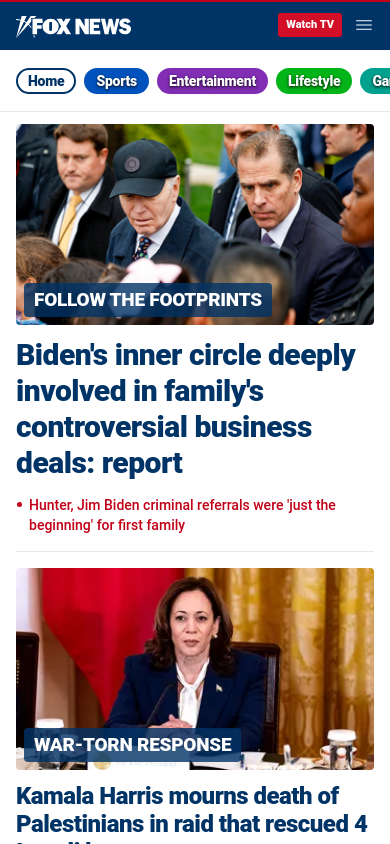 FOX NEWS
Watch TV
Home
Sports
Entertainment
Lifestyle
FOLLOW THE FOOTPRINTS
Biden's inner circle deeply
involved in family's
controversial business
deals: report
Hunter, Jim Biden criminal referrals were 'just the
beginning' for first family
WAR-TORN RESPONSE
Kamala Harris mourns death of
Palestinians in raid that rescued 4